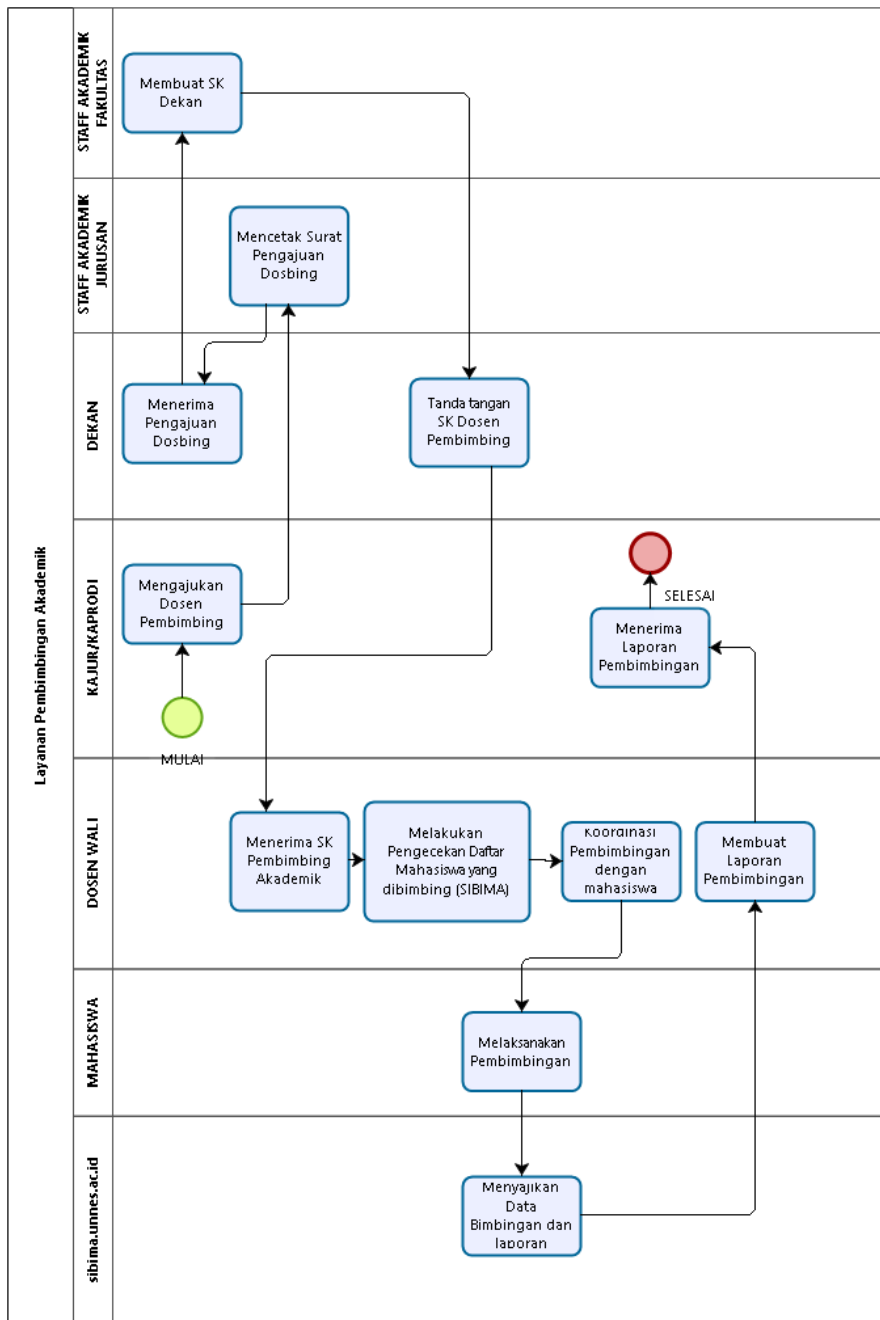 Layanan Pembimbingan Akademik
STAFF AKADEMIK
FAKULTAS
Membuat SK
Dekan
STAFF AKADEMIK
JURUSAN
Mencetak Surat
Pengajuan
Dosbing
DEKAN
Menerima
Pengajuan
Dosbing
Tanda tangan
SK Dosen
Pembimbing
KAJUR/KAPRODI
Mengajukan
Dosen
Pembimbing
MULAI
SELESAI
Menerima
Laporan
Pembimbingan
DOSEN WALI
Menerima SK
Pembimbing
Akademik
Melakukan
Pengecekan Daftar
Mahasiswa yang
dibimbing (SIBIMA)
Koordinasi
Pembimbingan
dengan
mahasiswa
Membuat
Laporan
Pembimbingan
MAHASISWA
Melaksanakan
Pembimbingan
sibima.unnes.ac.id
Menyajikan
Data
Bimbingan dan
laporan